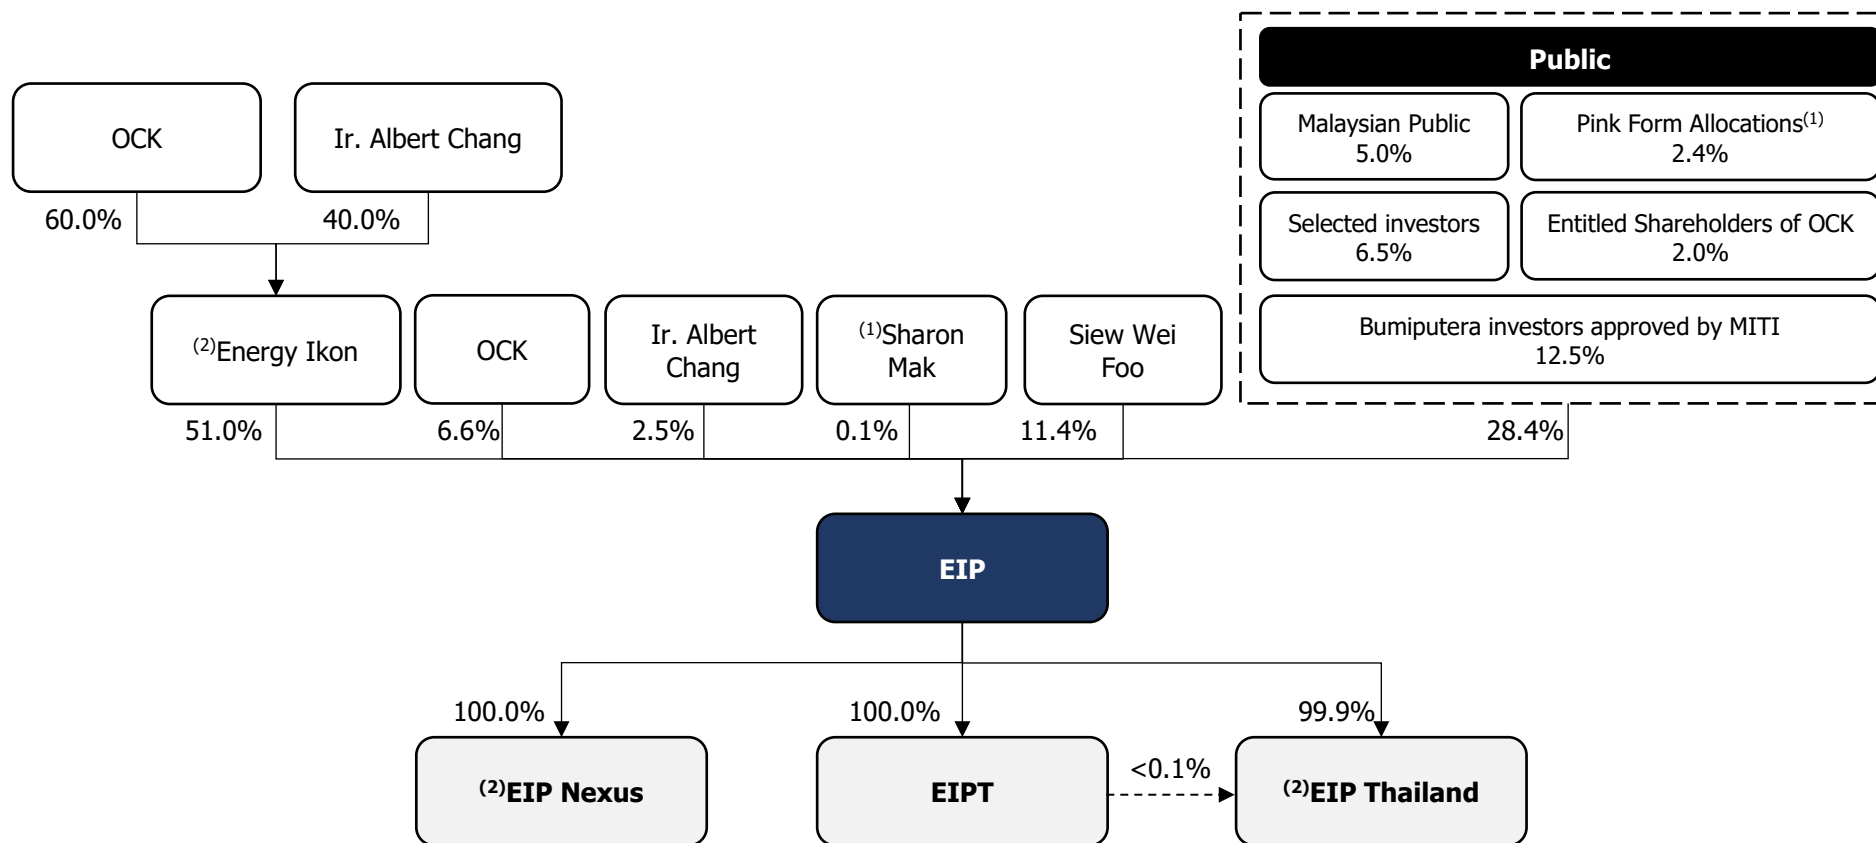 Public
Malaysian Public
5.0%
Pink Form Allocations(1)
2.4%
Selected investors
6.5%
Entitled Shareholders of OCK
2.0%
Bumiputera investors approved by MITI
12.5%
OCK
Ir. Albert Chang
60.0%
40.0%
(2)Energy Ikon
OCK
Ir. Albert
Chang
(1)Sharon
Mak
Siew Wei
Foo
51.0%
6.6%
2.5%
0.1%
11.4%
28.4%
EIP
100.0%
100.0%
99.9%
(2)EIP Nexus
EIPT
<0.1%
(2)EIP Thailand